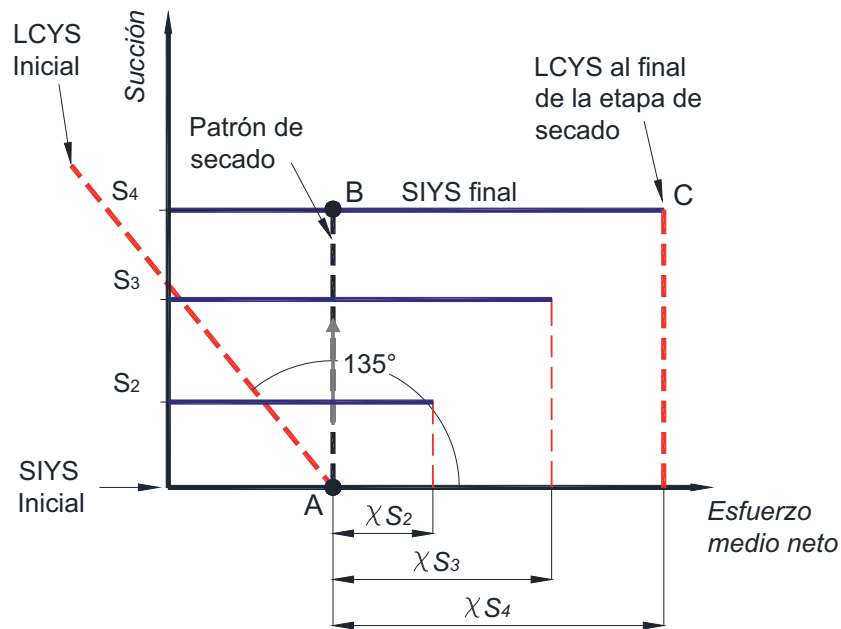 LCYS
Inicial
Succión
LCYS al final
de la etapa de
secado
Patrón de
secado
S4
B
SIYS final
C
S3
135°
S2
SIYS
Inicial
A
χS2
Esfuerzo
medio neto
χS3
χS4